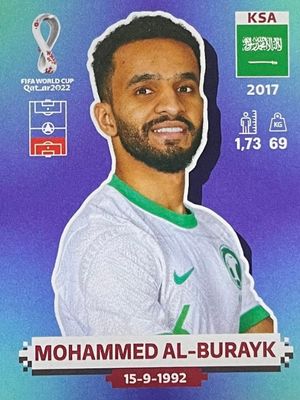 KSA
FIFA WORLD CUP
Qatar2022
2017
KG
1,73 69
MOHAMMED AL-BURAYK
15-9-1992